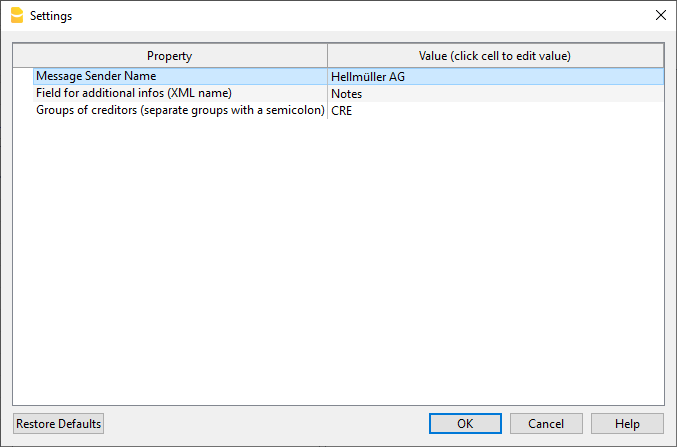 Settings
Property Value (click cell to edit value)
Message Sender Name Hellmüller AG
Field for additional infos (XML name) Notes
Groups of creditors (separate groups with a semicolon) CRE
Restore Defaults OK Cancel Help